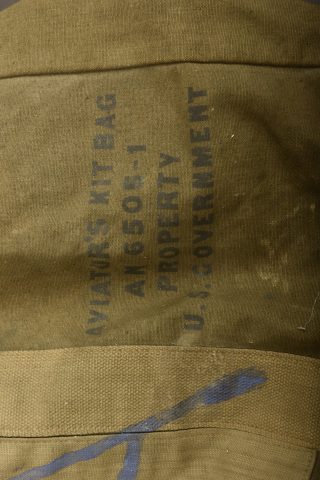 AVIATOR'S KIT BAG
AN 6505-1
PROPERTY
U.S. GOVERNMENT